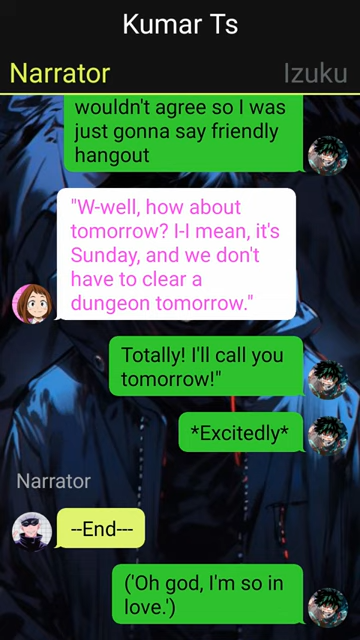 Kumar Ts
Narrator
Izuku
wouldn't agree so I was
just gonna say friendly
hangout
"W-well, how about
tomorrow? I-I mean, it's
Sunday, and we don't
have to clear a
dungeon tomorrow."
Totally! I'll call you
tomorrow!"
*Excitedly*
Narrator
--End---
('Oh god, I'm so in
love.')